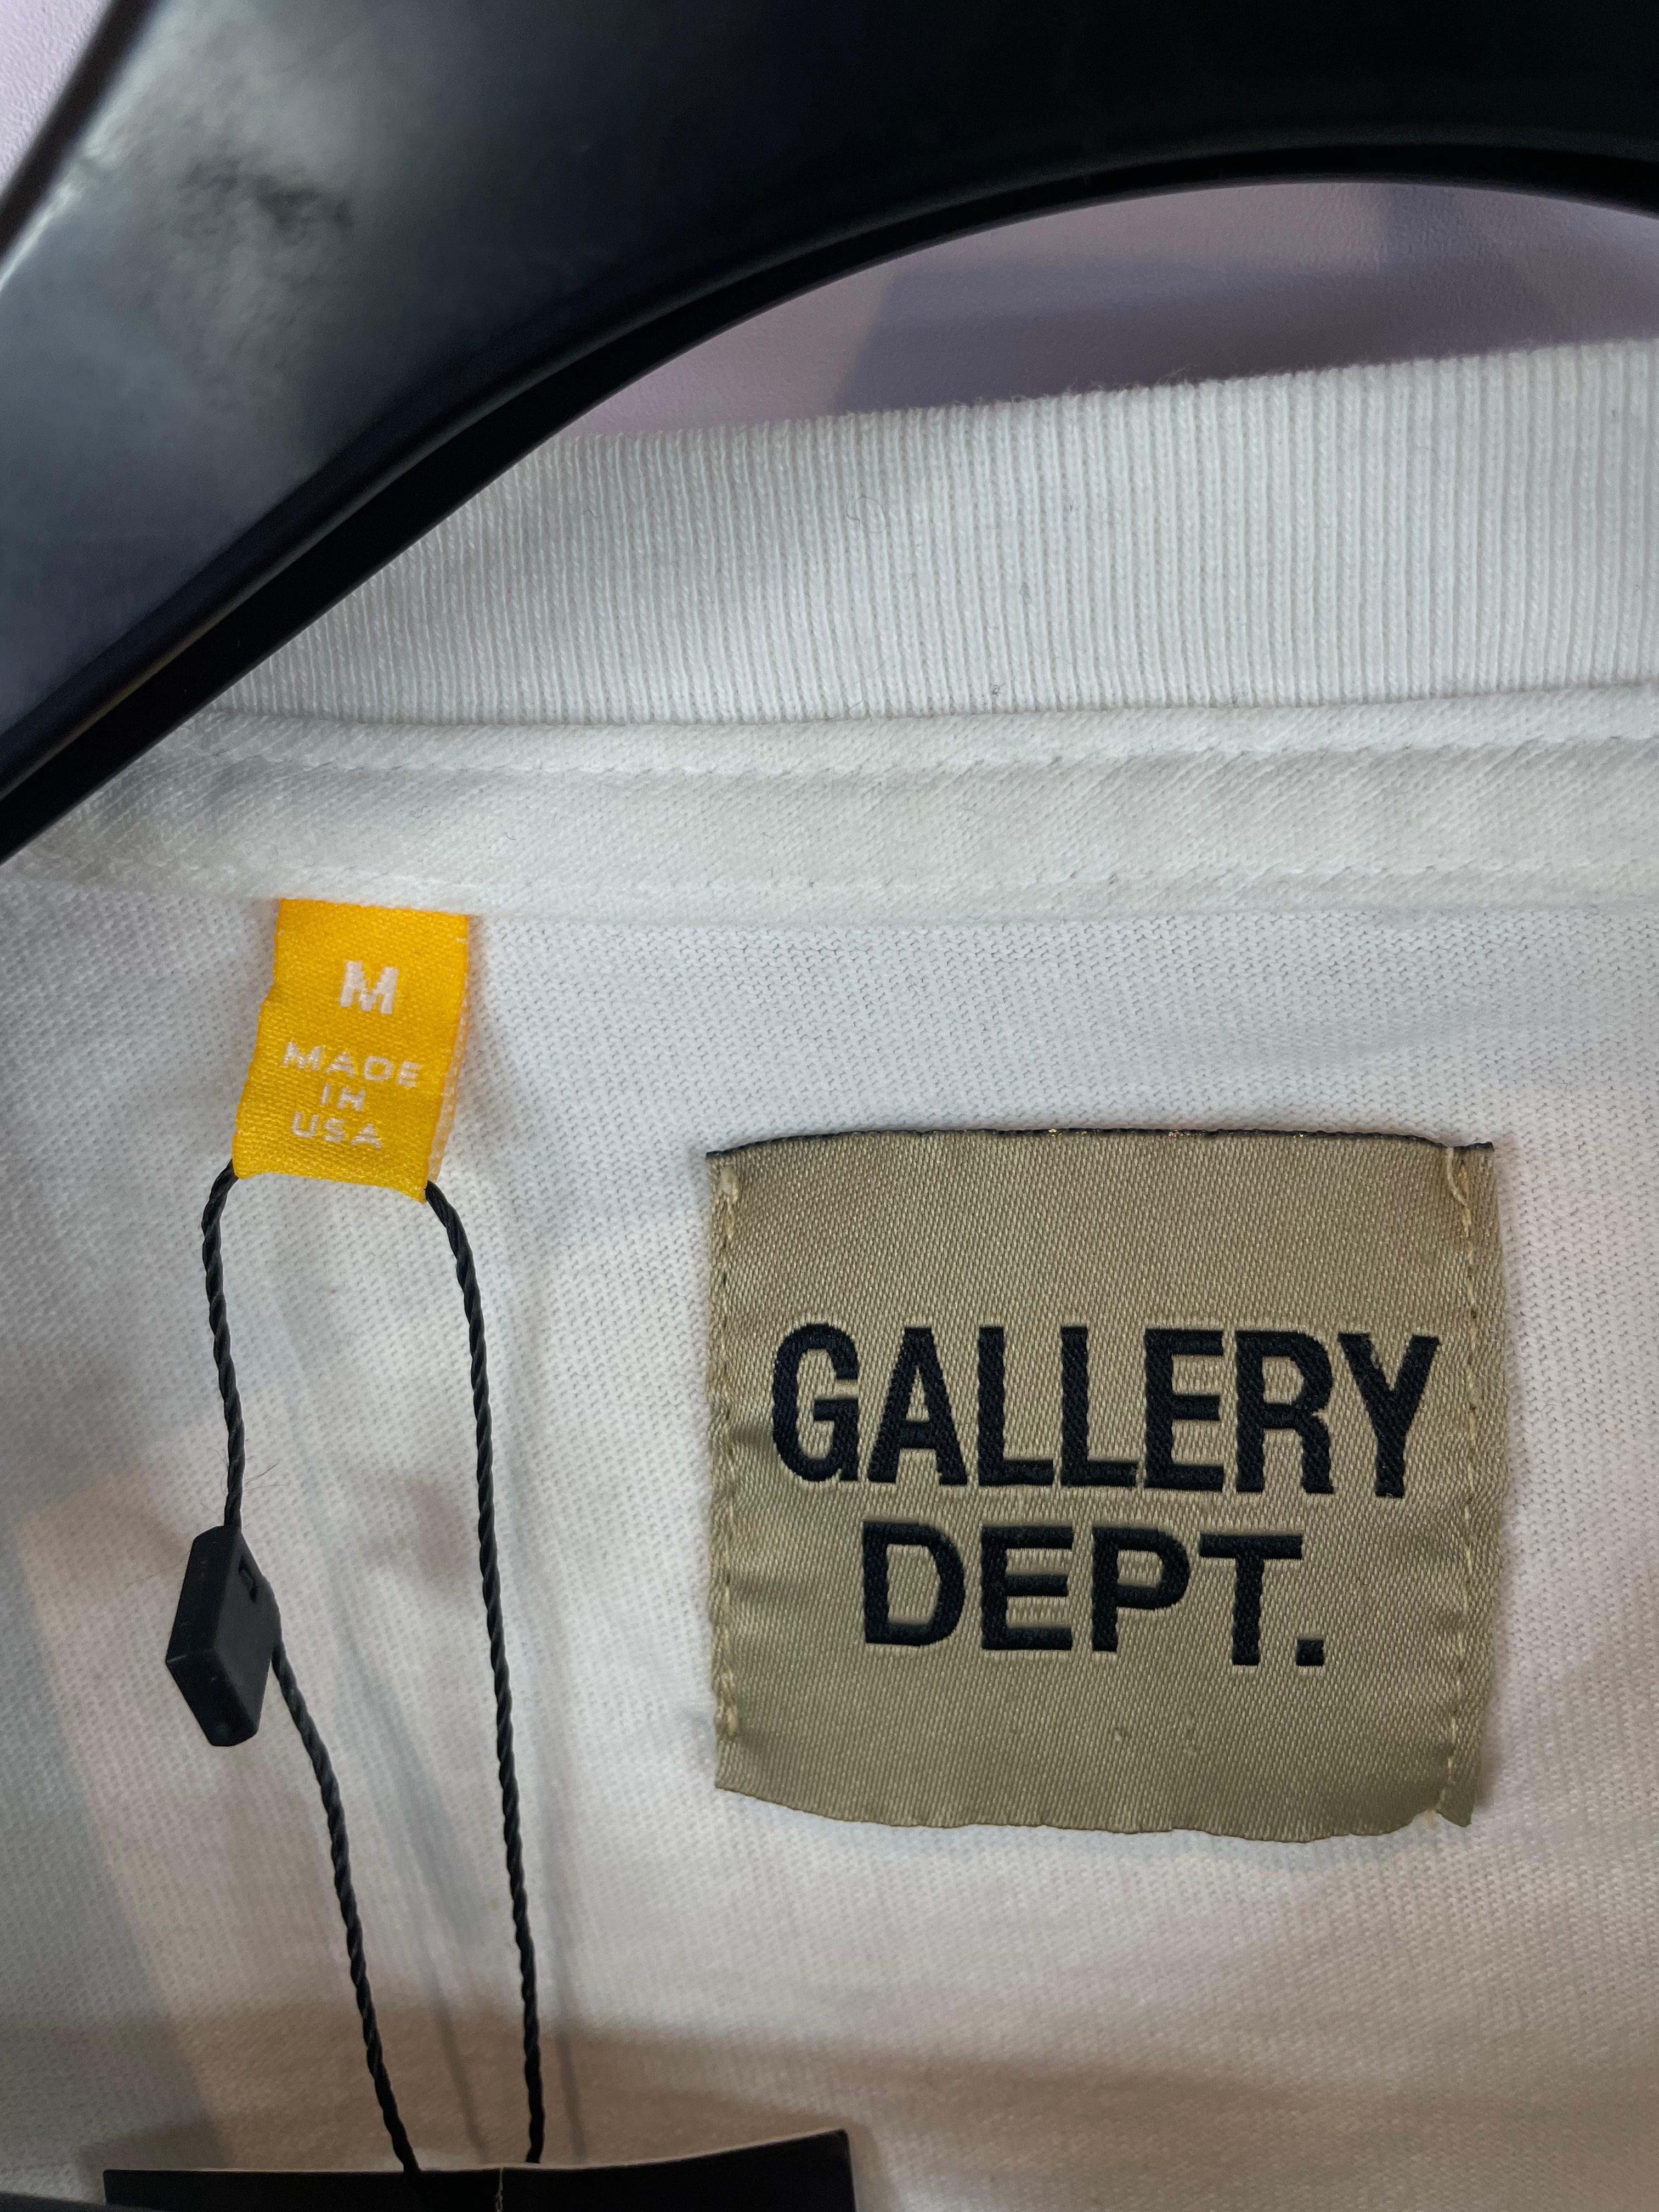 M
MADE
IN
USA
GALLERY
DEPT.